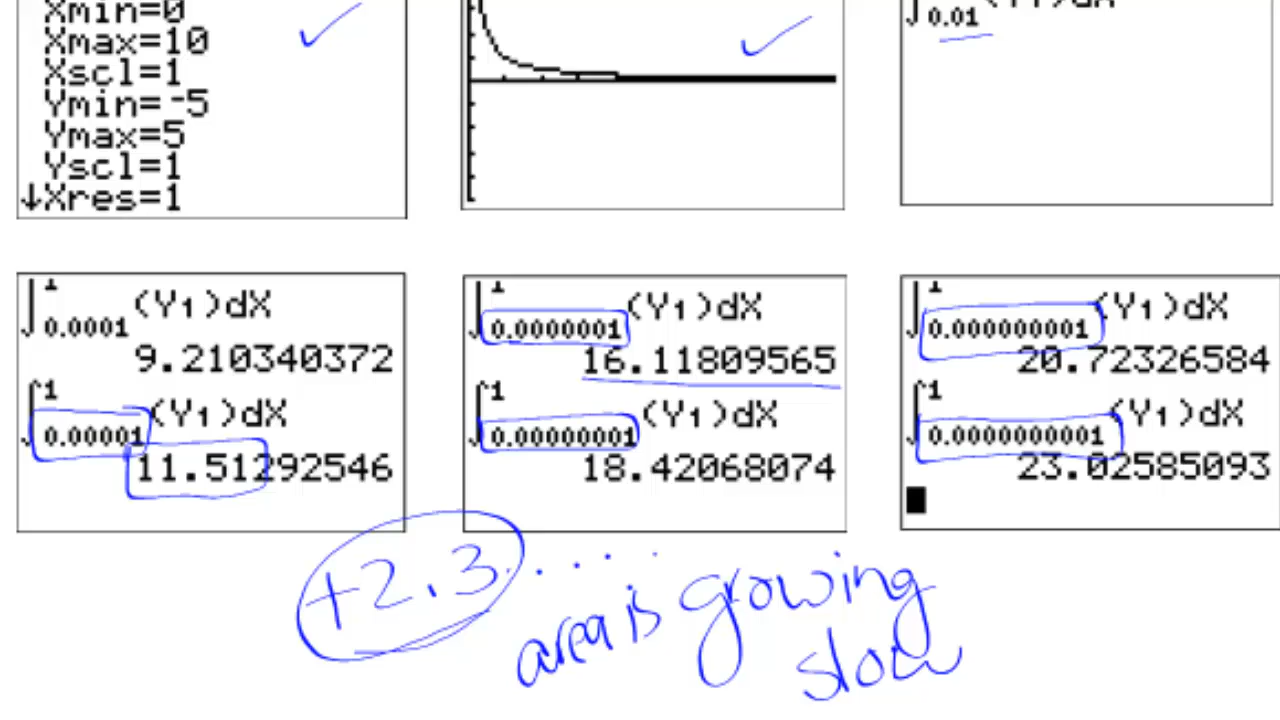 Xmin=0
Xmax=10
Xscl=1
Ymin=-5
Ymax=5
Yscl=1
↓Xres=1
∫ 0.01 (Y1)dX
∫ 1 0.0001 (Y1)dX
9.210340372
∫ 1 0.00001 (Y1)dX
11.51292546
∫ 1 0.0000001 (Y1)dX
16.11809565
∫ 1 0.00000001 (Y1)dX
18.42068074
∫ 1 0.000000001 (Y1)dX
20.72326584
∫ 1 0.0000000001 (Y1)dX
23.02585093
+2.3.....
area is growing
slow